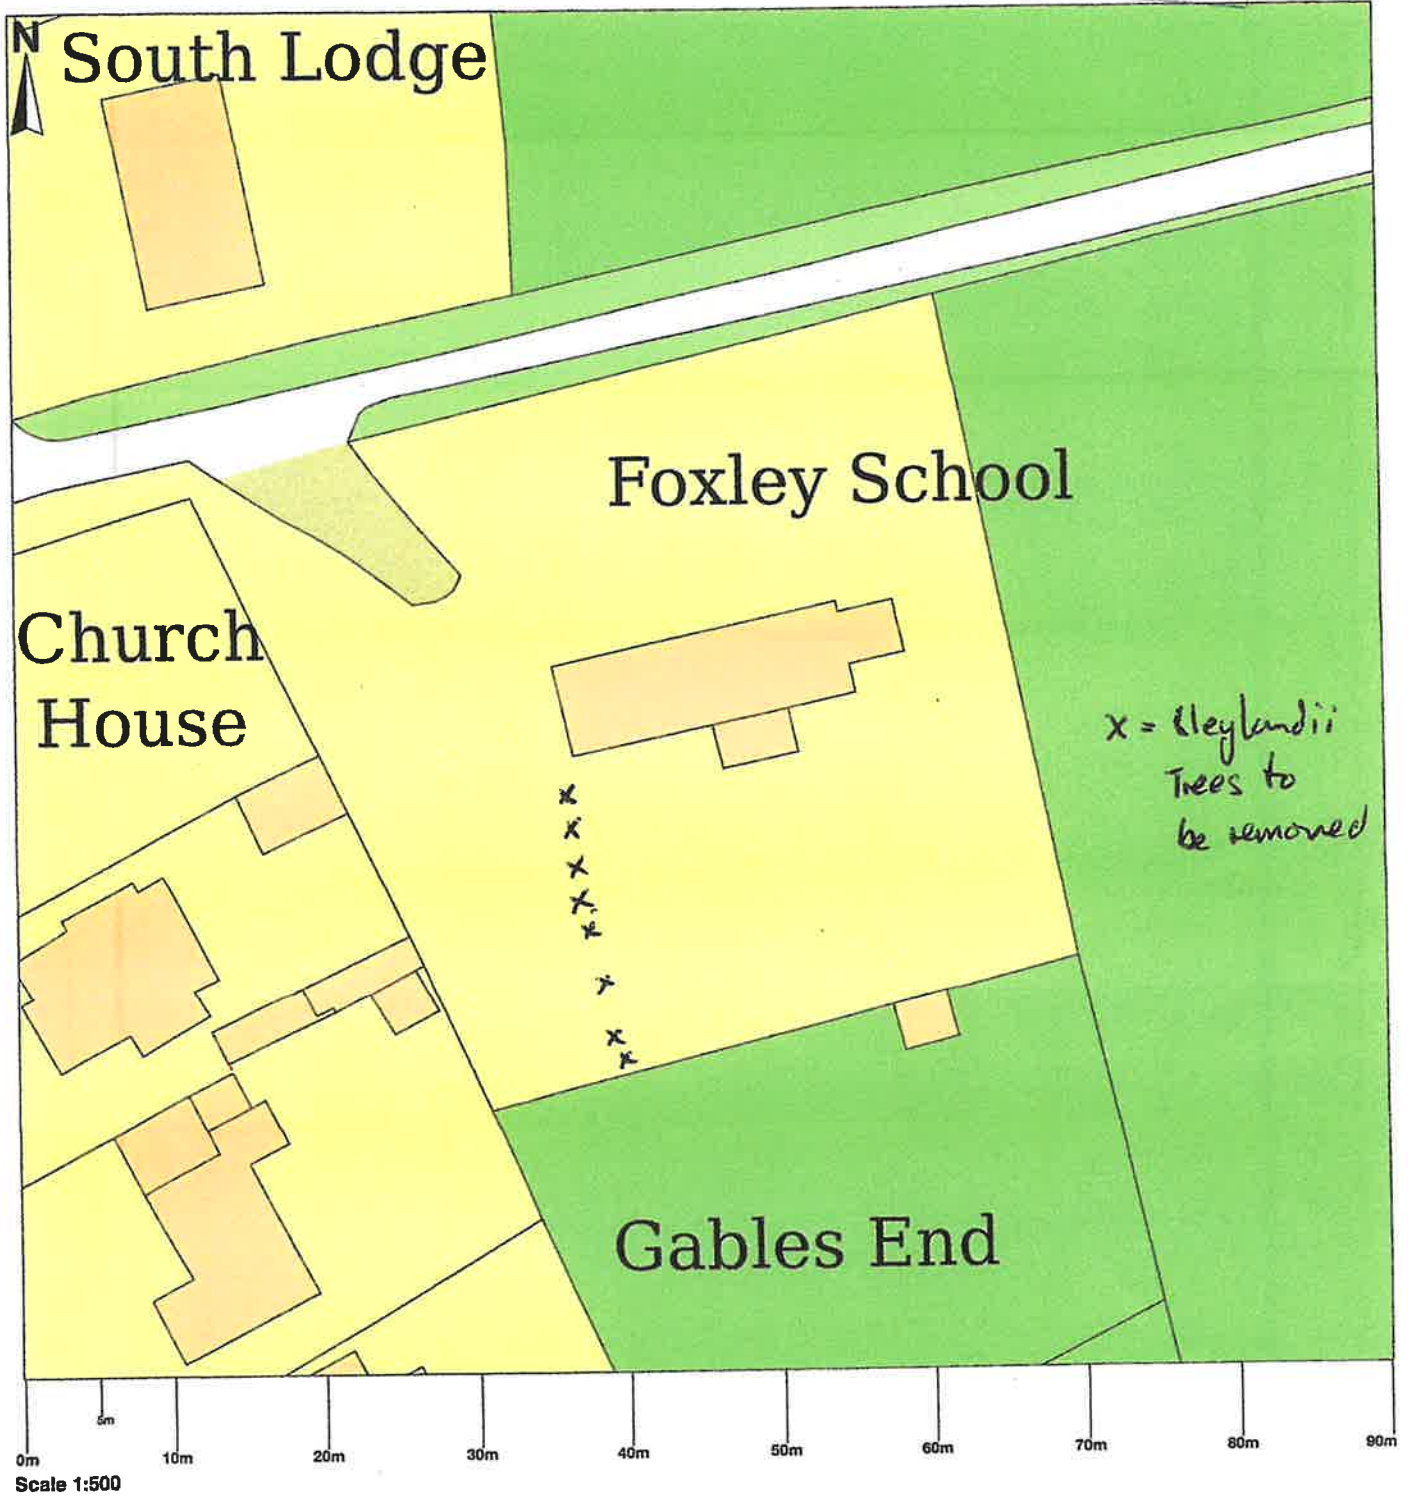 N
South Lodge
Foxley School
Church
House
x = lleylandii
Trees to
be removed
x
x
x
x
x
x
x
x
Gables End
5m
0m 10m 20m 30m 40m 50m 60m 70m 80m 90m
Scale 1:500